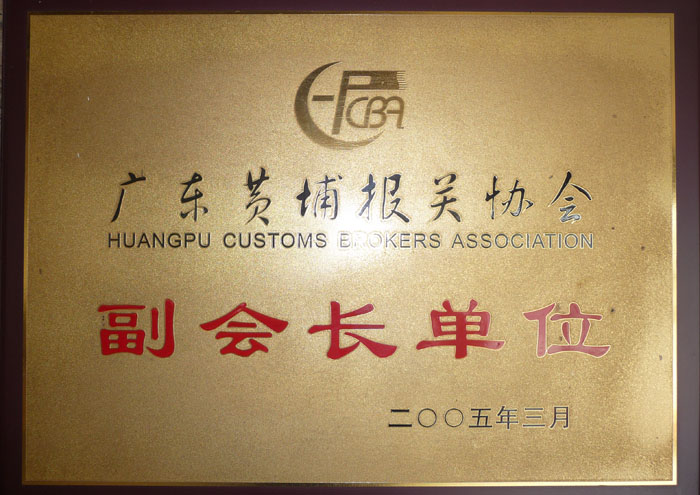 HPCBA
广东黄埔报关协会
HUANGPU CUSTOMS BROKERS ASSOCIATION
副会长单位
二〇〇五年三月